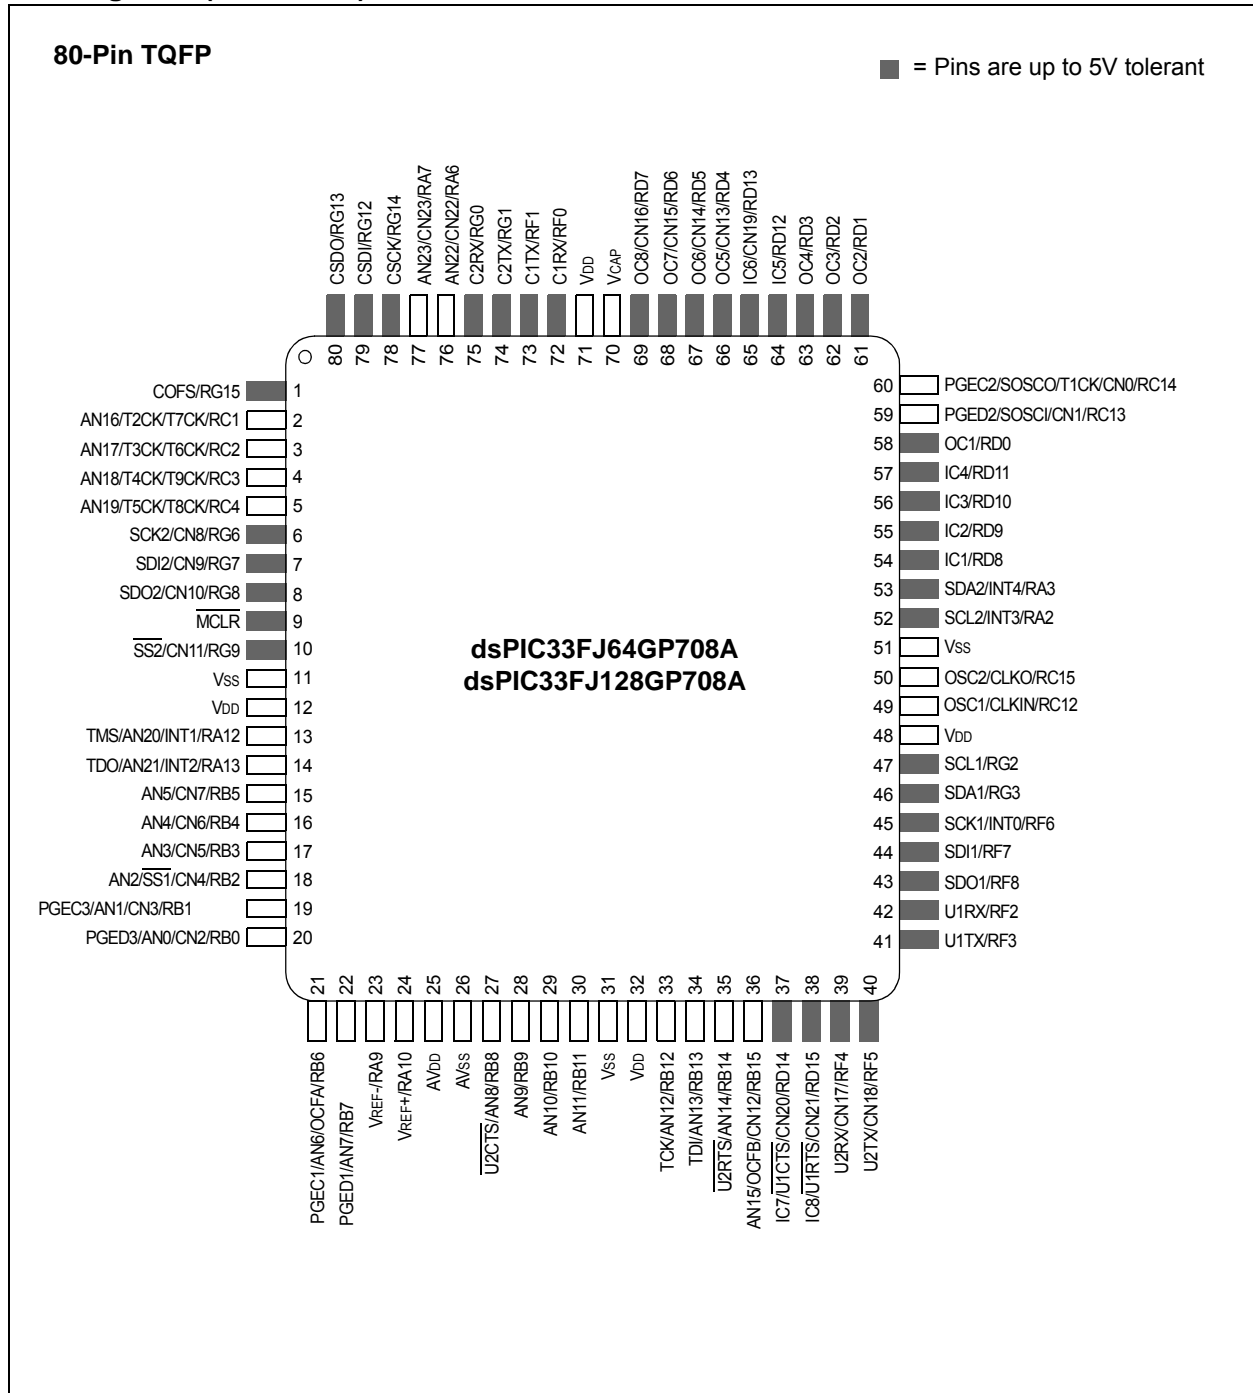 80-Pin TQFP
= Pins are up to 5V tolerant
CSDO/RG13
CSDI/RG12
CSCK/RG14
AN23/CN23/RA7
AN22/CN22/RA6
C2RX/RG0
C2TX/RG1
C1TX/RF1
C1RX/RF0
VDD
VCAP
OC8/CN16/RD7
OC7/CN15/RD6
OC6/CN14/RD5
OC5/CN13/RD4
IC6/CN19/RD13
IC5/RD12
OC4/RD3
OC3/RD2
OC2/RD1
80
79
78
77
76
75
74
73
72
71
70
69
68
67
66
65
64
63
62
61
COFS/RG15 1
AN16/T2CK/T7CK/RC1 2
AN17/T3CK/T6CK/RC2 3
AN18/T4CK/T9CK/RC3 4
AN19/T5CK/T8CK/RC4 5
SCK2/CN8/RG6 6
SDI2/CN9/RG7 7
SDO2/CN10/RG8 8
MCLR 9
SS2/CN11/RG9 10
VSS 11
VDD 12
TMS/AN20/INT1/RA12 13
TDO/AN21/INT2/RA13 14
AN5/CN7/RB5 15
AN4/CN6/RB4 16
AN3/CN5/RB3 17
AN2/SS1/CN4/RB2 18
PGEC3/AN1/CN3/RB1 19
PGED3/AN0/CN2/RB0 20
dsPIC33FJ64GP708A
dsPIC33FJ128GP708A
60 PGEC2/SOSCO/T1CK/CN0/RC14
59 PGED2/SOSCI/CN1/RC13
58 OC1/RD0
57 IC4/RD11
56 IC3/RD10
55 IC2/RD9
54 IC1/RD8
53 SDA2/INT4/RA3
52 SCL2/INT3/RA2
51 VSS
50 OSC2/CLKO/RC15
49 OSC1/CLKIN/RC12
48 VDD
47 SCL1/RG2
46 SDA1/RG3
45 SCK1/INT0/RF6
44 SDI1/RF7
43 SDO1/RF8
42 U1RX/RF2
41 U1TX/RF3
21
22
23
24
25
26
27
28
29
30
31
32
33
34
35
36
37
38
39
40
PGEC1/AN6/OCFA/RB6
PGED1/AN7/RB7
VREF-/RA9
VREF+/RA10
AVDD
AVSS
U2CTS/AN8/RB8
AN9/RB9
AN10/RB10
AN11/RB11
VSS
VDD
TCK/AN12/RB12
TDI/AN13/RB13
U2RTS/AN14/RB14
AN15/OCFB/CN12/RB15
IC7/U1CTS/CN20/RD14
IC8/U1RTS/CN21/RD15
U2RX/CN17/RF4
U2TX/CN18/RF5